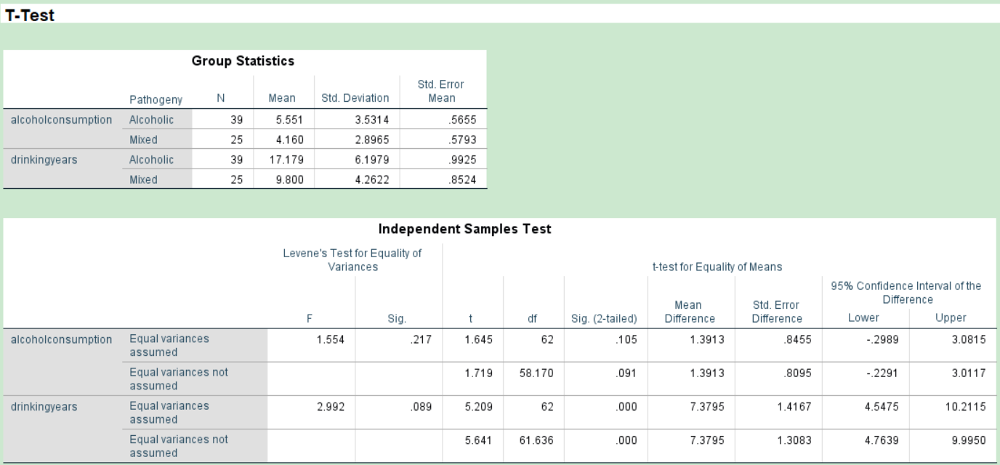 T-Test
Group Statistics
Pathogeny N Mean Std. Deviation Std. Error Mean
alcoholconsumption Alcoholic 39 5.551 3.5314 .5655
Mixed 25 4.160 2.8965 .5793
drinkingyears Alcoholic 39 17.179 6.1979 .9925
Mixed 25 9.800 4.2622 .8524
Independent Samples Test
Levene's Test for Equality of Variances t-test for Equality of Means
95% Confidence Interval of the Difference
F Sig. t df Sig. (2-tailed) Mean Difference Std. Error Difference Lower Upper
alcoholconsumption Equal variances assumed 1.554 .217 1.645 62 .105 1.3913 .8455 -.2989 3.0815
Equal variances not assumed 1.719 58.170 .091 1.3913 .8095 -.2291 3.0117
drinkingyears Equal variances assumed 2.992 .089 5.209 62 .000 7.3795 1.4167 4.5475 10.2115
Equal variances not assumed 5.641 61.636 .000 7.3795 1.3083 4.7639 9.9950